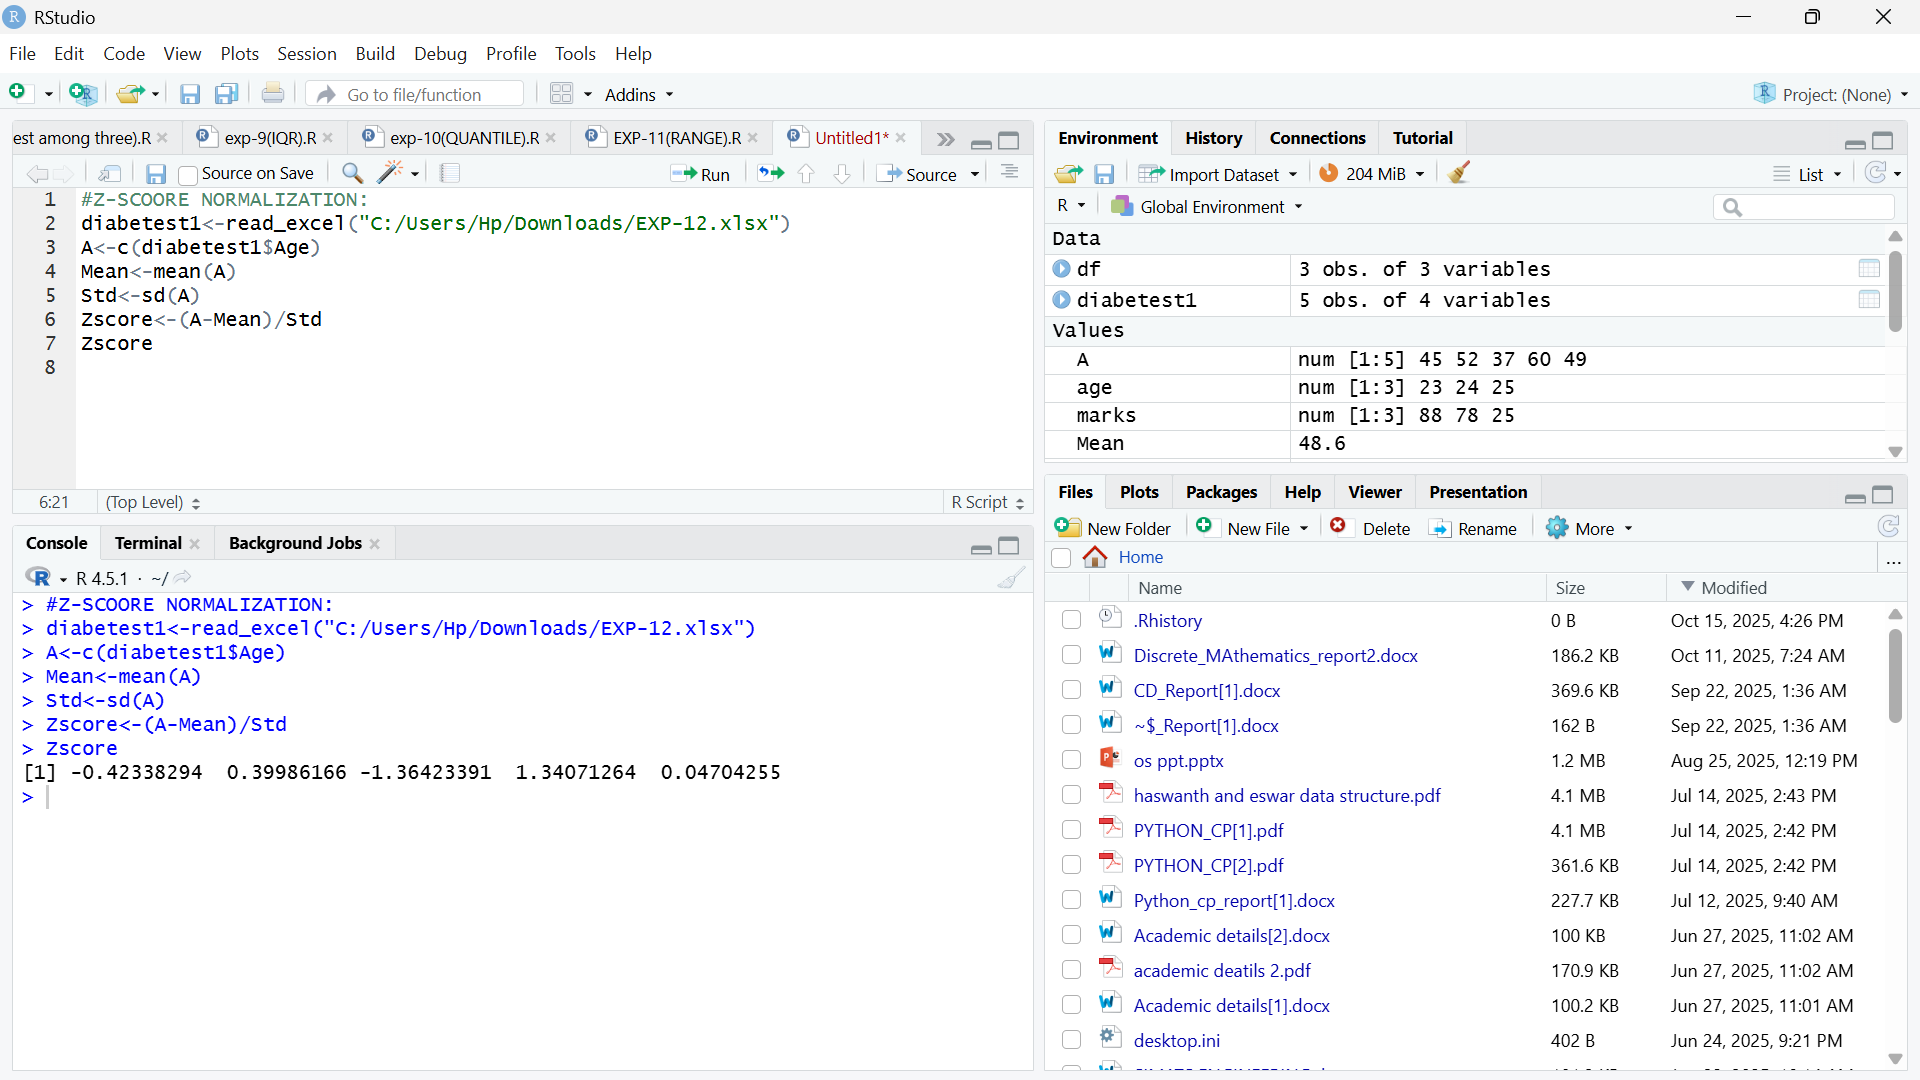 RStudio
File Edit Code View Plots Session Build Debug Profile Tools Help
Go to file/function Addins Project: (None)
est among three).R exp-9(IQR).R exp-10(QUANTILE).R EXP-11(RANGE).R Untitled1*
Source on Save Run Source
1 #Z-SCOORE NORMALIZATION:
2 diabetest1<-read_excel("C:/Users/Hp/Downloads/EXP-12.xlsx")
3 A<-c(diabetest1$Age)
4 Mean<-mean(A)
5 Std<-sd(A)
6 Zscore<-(A-Mean)/Std
7 Zscore
8
6:21 (Top Level) R Script
Console Terminal Background Jobs
R 4.5.1 · ~/
> #Z-SCOORE NORMALIZATION:
> diabetest1<-read_excel("C:/Users/Hp/Downloads/EXP-12.xlsx")
> A<-c(diabetest1$Age)
> Mean<-mean(A)
> Std<-sd(A)
> Zscore<-(A-Mean)/Std
> Zscore
[1] -0.42338294 0.39986166 -1.36423391 1.34071264 0.04704255
>
Environment History Connections Tutorial
Import Dataset 204 MiB List
R Global Environment
Data
df 3 obs. of 3 variables
diabetest1 5 obs. of 4 variables
Values
A num [1:5] 45 52 37 60 49
age num [1:3] 23 24 25
marks num [1:3] 88 78 25
Mean 48.6
Files Plots Packages Help Viewer Presentation
New Folder New File Delete Rename More
Home ...
Name Size Modified
.Rhistory 0 B Oct 15, 2025, 4:26 PM
Discrete_MAthematics_report2.docx 186.2 KB Oct 11, 2025, 7:24 AM
CD_Report[1].docx 369.6 KB Sep 22, 2025, 1:36 AM
~$_Report[1].docx 162 B Sep 22, 2025, 1:36 AM
os ppt.pptx 1.2 MB Aug 25, 2025, 12:19 PM
haswanth and eswar data structure.pdf 4.1 MB Jul 14, 2025, 2:43 PM
PYTHON_CP[1].pdf 4.1 MB Jul 14, 2025, 2:42 PM
PYTHON_CP[2].pdf 361.6 KB Jul 14, 2025, 2:42 PM
Python_cp_report[1].docx 227.7 KB Jul 12, 2025, 9:40 AM
Academic details[2].docx 100 KB Jun 27, 2025, 11:02 AM
academic deatils 2.pdf 170.9 KB Jun 27, 2025, 11:02 AM
Academic details[1].docx 100.2 KB Jun 27, 2025, 11:01 AM
desktop.ini 402 B Jun 24, 2025, 9:21 PM